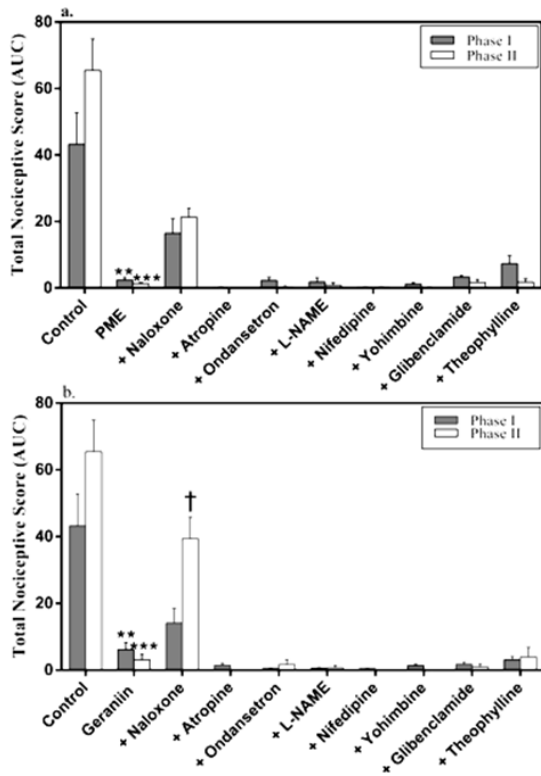 a.
Total Nociceptive Score (AUC)
80
60
40
20
0
Phase I
Phase II
★★
★★★
Control
PME
+ Naloxone
+ Atropine
+ Ondansetron
+ L-NAME
+ Nifedipine
+ Yohimbine
+ Glibenclamide
+ Theophylline
b.
Total Nociceptive Score (AUC)
80
60
40
20
0
Phase I
Phase II
★★
★★★
†
Control
Geraniin
+ Naloxone
+ Atropine
+ Ondansetron
+ L-NAME
+ Nifedipine
+ Yohimbine
+ Glibenclamide
+ Theophylline